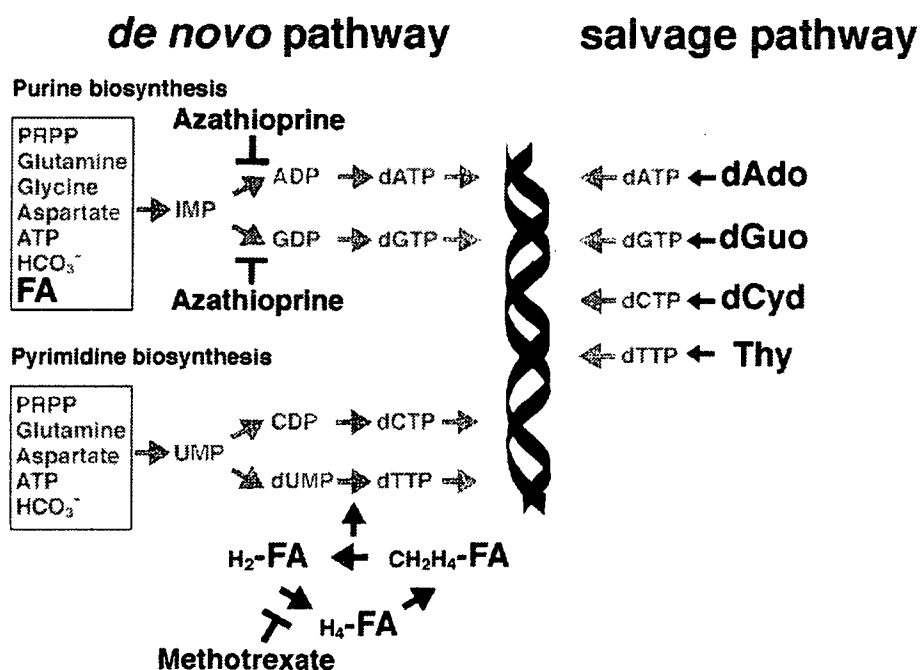 de novo pathway
salvage pathway
Purine biosynthesis
PRPP
Glutamine
Glycine
Aspartate
ATP
HCO₃⁻
FA
IMP
Azathioprine
ADP
dATP
GDP
dGTP
Azathioprine
dATP
dAdo
dGTP
dGuo
dCTP
dCyd
dTTP
Thy
Pyrimidine biosynthesis
PRPP
Glutamine
Aspartate
ATP
HCO₃⁻
UMP
CDP
dCTP
dUMP
dTTP
H₂-FA
CH₂H₄-FA
H₄-FA
Methotrexate